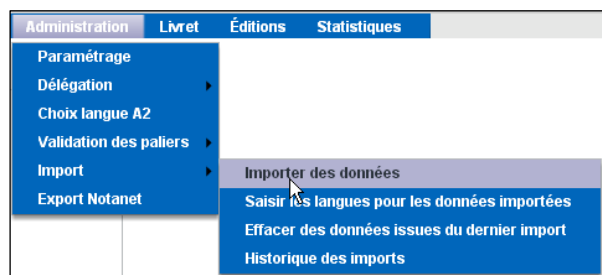 Administration Livret Éditions Statistiques
Paramétrage
Délégation
Choix langue A2
Validation des paliers
Import
Importer des données
Export Notanet
Saisir les langues pour les données importées
Effacer des données issues du dernier import
Historique des imports